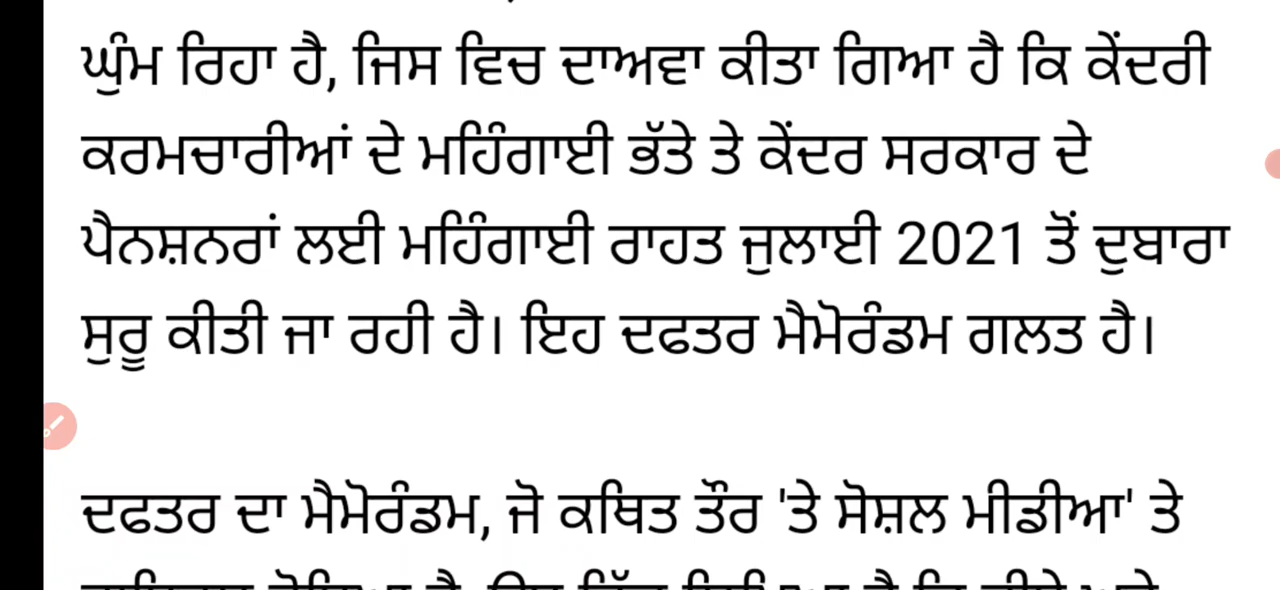 ਘੁੰਮ ਰਿਹਾ ਹੈ, ਜਿਸ ਵਿਚ ਦਾਅਵਾ ਕੀਤਾ ਗਿਆ ਹੈ ਕਿ ਕੇਂਦਰੀ
ਕਰਮਚਾਰੀਆਂ ਦੇ ਮਹਿੰਗਾਈ ਭੱਤੇ ਤੇ ਕੇਂਦਰ ਸਰਕਾਰ ਦੇ
ਪੈਨਸ਼ਨਰਾਂ ਲਈ ਮਹਿੰਗਾਈ ਰਾਹਤ ਜੁਲਾਈ 2021 ਤੋਂ ਦੁਬਾਰਾ
ਸੁਰੂ ਕੀਤੀ ਜਾ ਰਹੀ ਹੈ। ਇਹ ਦਫਤਰ ਮੈਮੋਰੰਡਮ ਗਲਤ ਹੈ।
ਦਫਤਰ ਦਾ ਮੈਮੋਰੰਡਮ, ਜੋ ਕਥਿਤ ਤੌਰ 'ਤੇ ਸੋਸ਼ਲ ਮੀਡੀਆ' ਤੇ